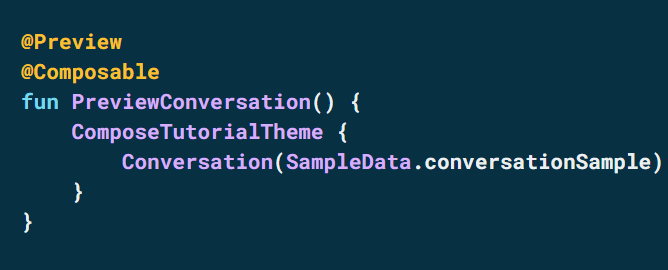 @Preview
@Composable
fun PreviewConversation() {
    ComposeTutorialTheme {
        Conversation(SampleData.conversationSample)
    }
}